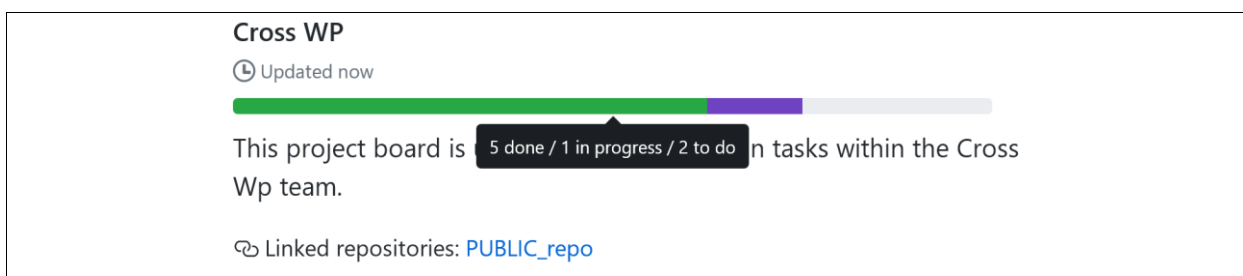 Cross WP
Updated now
5 done / 1 in progress / 2 to do
This project board is n tasks within the Cross
Wp team.
Linked repositories: PUBLIC_repo